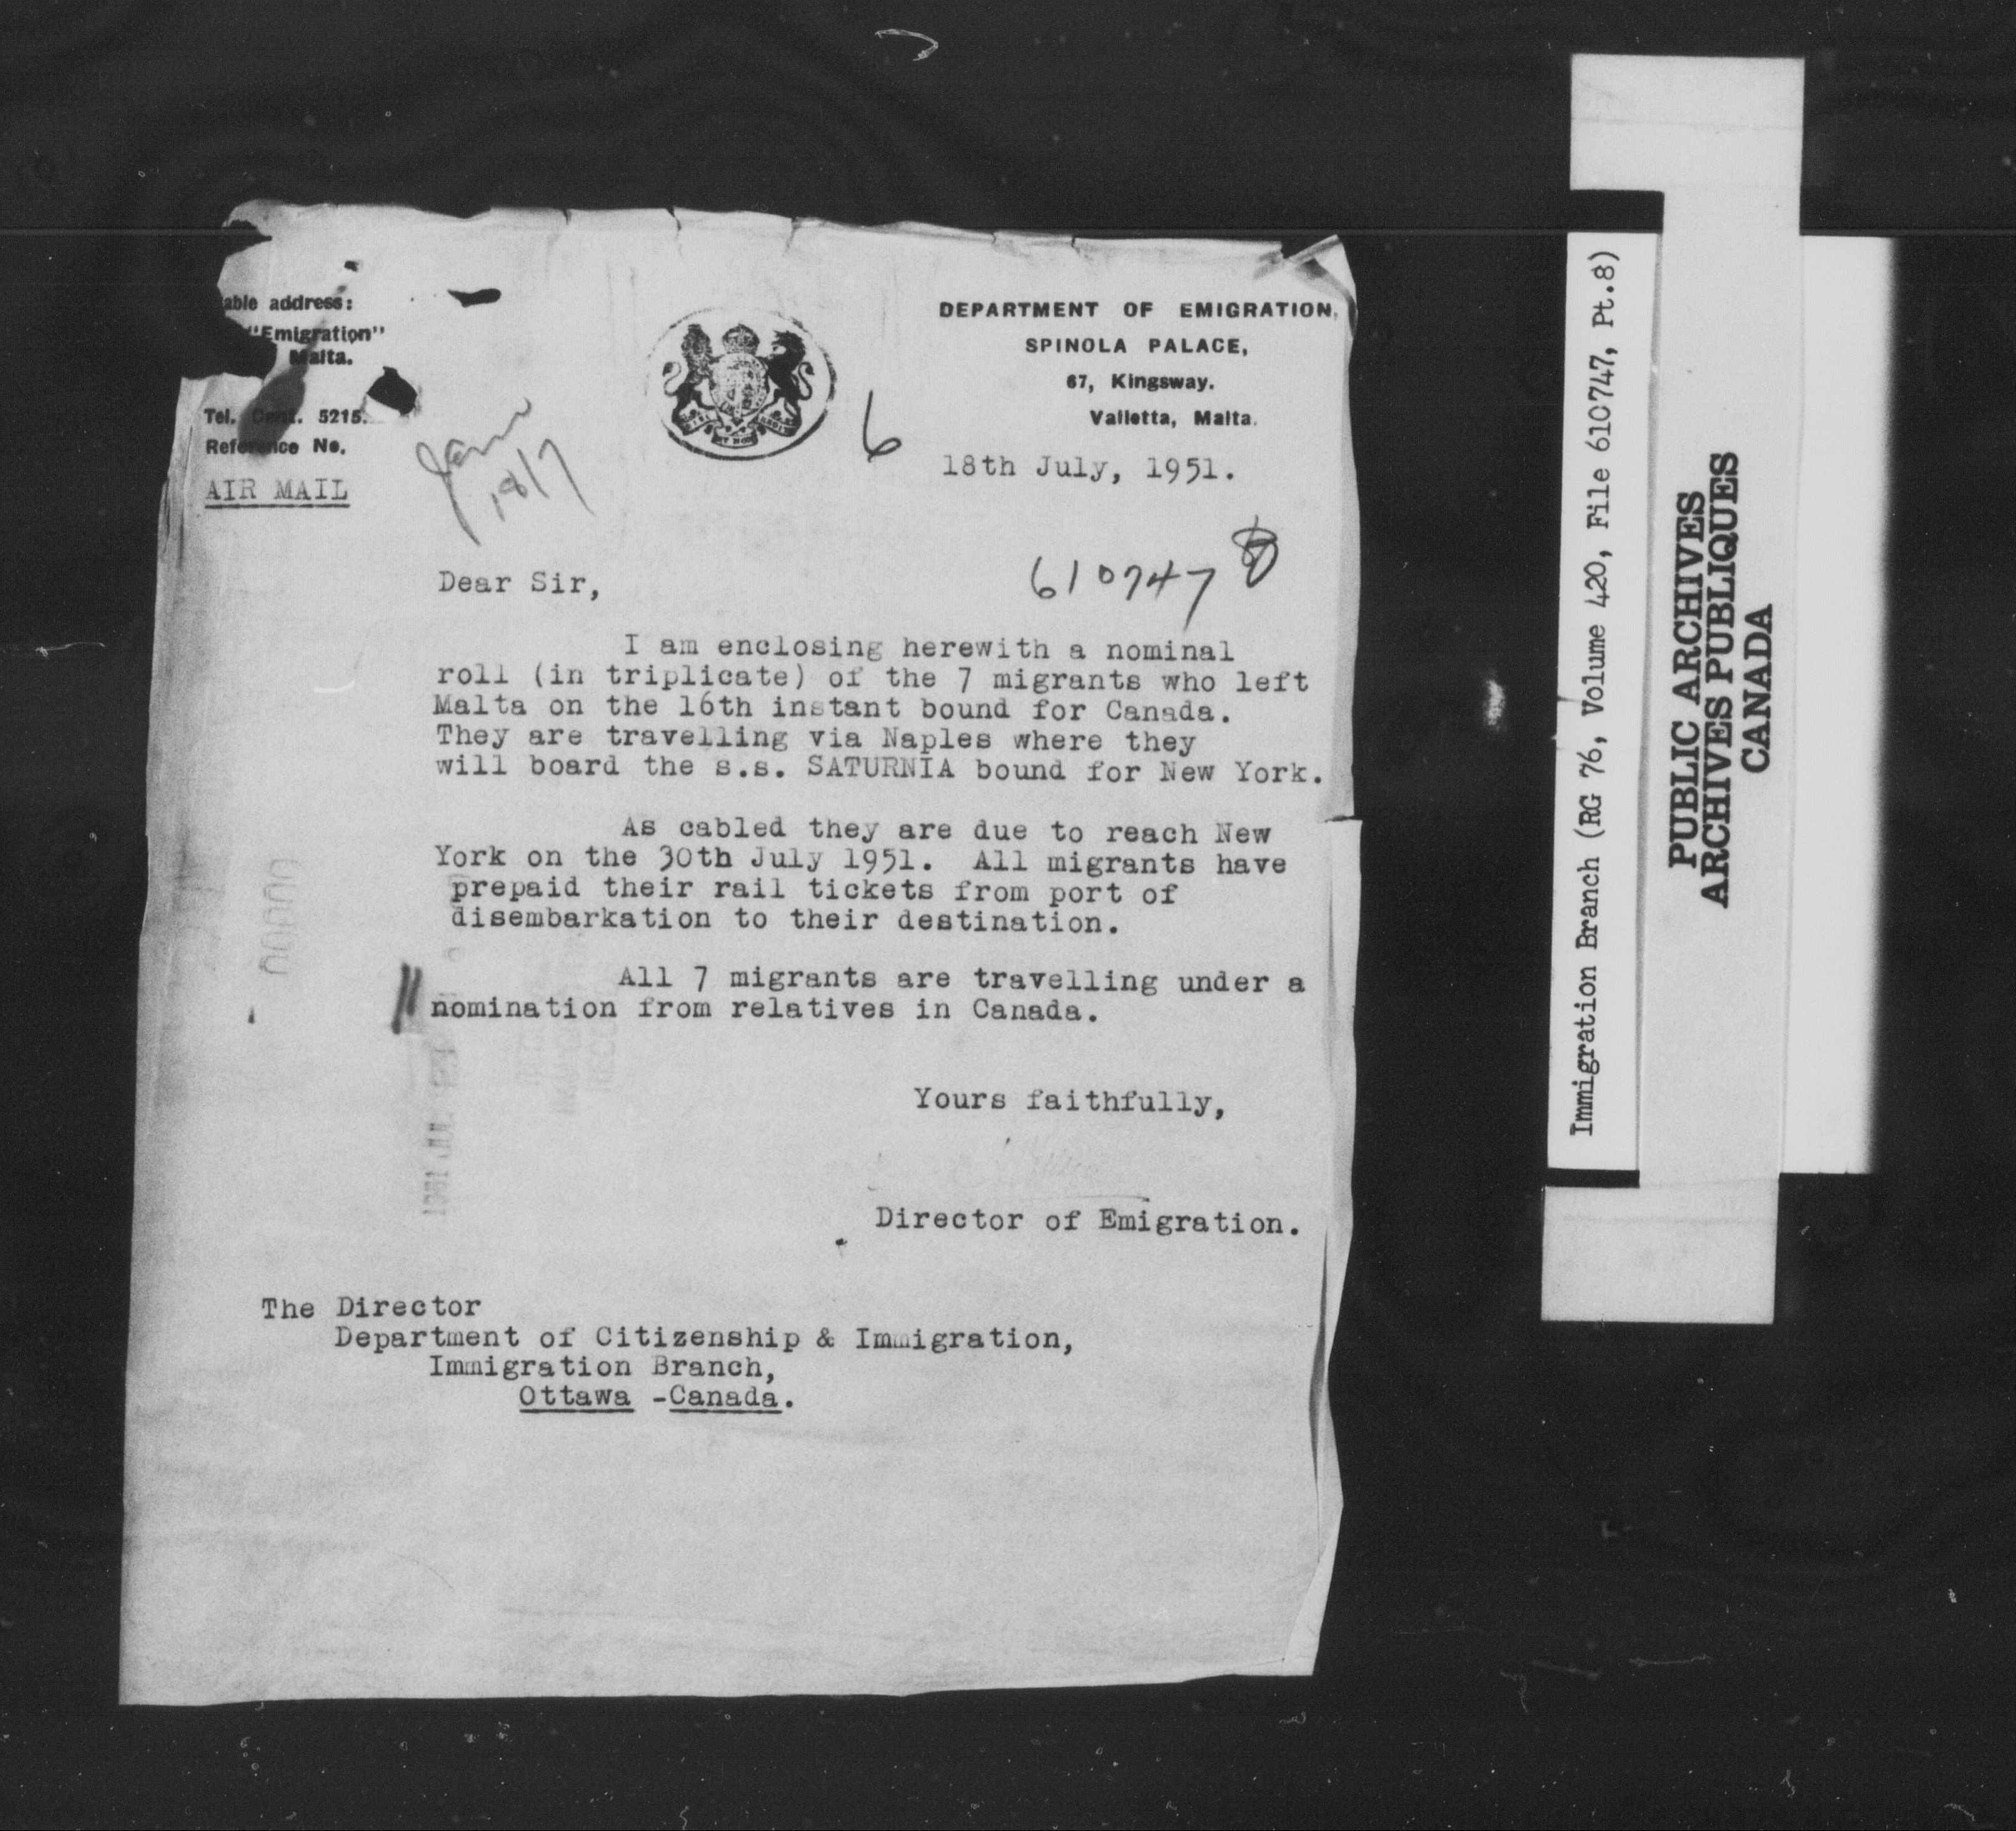 able address:
"Emigration"
Malta.
Tel. Cent. 5215.
Reference No.
AIR MAIL
18/7
6
DEPARTMENT OF EMIGRATION,
SPINOLA PALACE,
67, Kingsway.
Valletta, Malta.
18th July, 1951.
610747
8
Dear Sir,
I am enclosing herewith a nominal
roll (in triplicate) of the 7 migrants who left
Malta on the 16th instant bound for Canada.
They are travelling via Naples where they
will board the s.s. SATURNIA bound for New York.
As cabled they are due to reach New
York on the 30th July 1951. All migrants have
prepaid their rail tickets from port of
disembarkation to their destination.
All 7 migrants are travelling under a
nomination from relatives in Canada.
Yours faithfully,
Director of Emigration.
The Director
Department of Citizenship & Immigration,
Immigration Branch,
Ottawa -Canada.
Immigration Branch (RG 76, Volume 420, File 610747, Pt.8)
PUBLIC ARCHIVES
ARCHIVES PUBLIQUES
CANADA